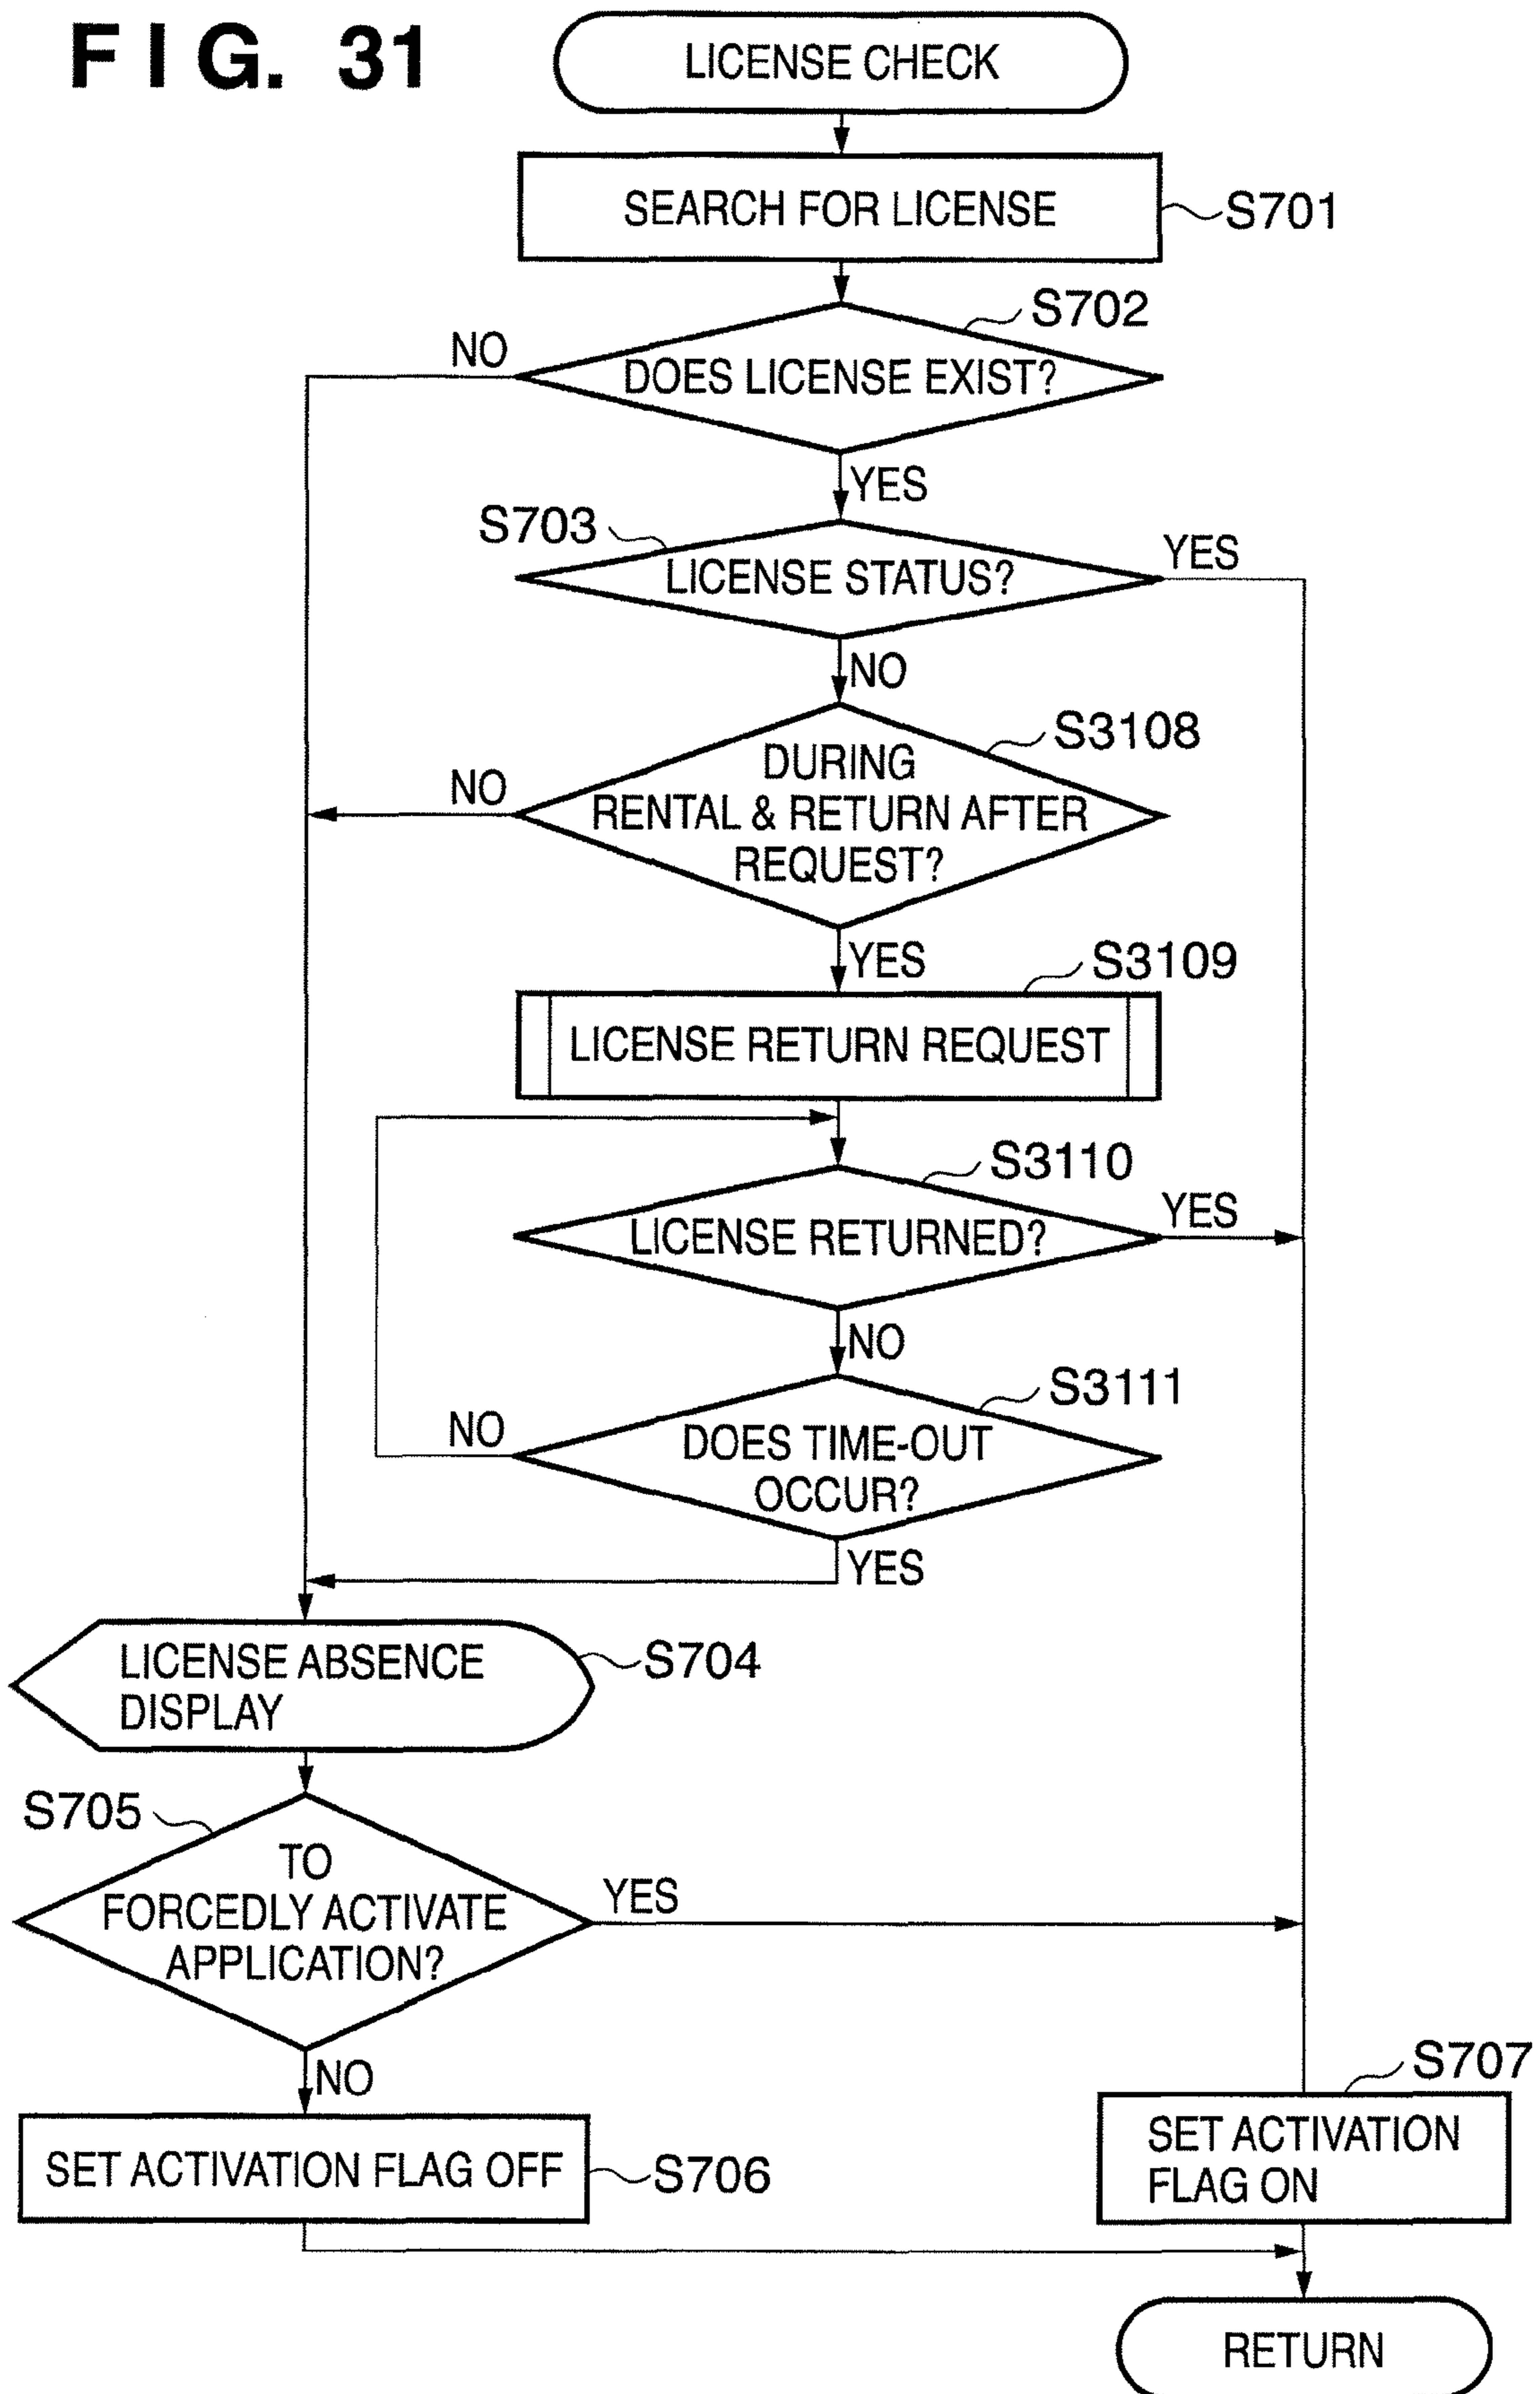 FIG. 31
LICENSE CHECK
SEARCH FOR LICENSE
S701
S702
NO
DOES LICENSE EXIST?
YES
S703
LICENSE STATUS?
YES
NO
S3108
DURING
RENTAL & RETURN AFTER
REQUEST?
NO
YES
S3109
LICENSE RETURN REQUEST
S3110
LICENSE RETURNED?
YES
NO
S3111
NO
DOES TIME-OUT
OCCUR?
YES
LICENSE ABSENCE
DISPLAY
S704
S705
TO
FORCEDLY ACTIVATE
APPLICATION?
YES
NO
SET ACTIVATION FLAG OFF
S706
S707
SET ACTIVATION
FLAG ON
RETURN